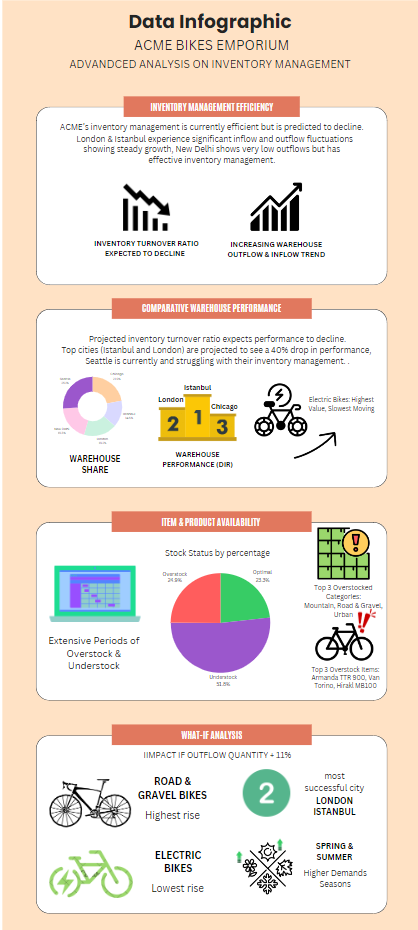 Data Infographic
ACME BIKES EMPORIUM
ADVANDCED ANALYSIS ON INVENTORY MANAGEMENT
INVENTORY MANAGEMENT EFFICIENCY
ACME's inventory management is currently efficient but is predicted to decline.
London & Istanbul experience significant inflow and outflow fluctuations
showing steady growth, New Delhi shows very low outflows but has
effective inventory management.
INVENTORY TURNOVER RATIO
EXPECTED TO DECLINE
INCREASING WAREHOUSE
OUTFLOW & INFLOW TREND
COMPARATIVE WAREHOUSE PERFORMANCE
Projected inventory turnover ratio expects performance to decline.
Top cities (Istanbul and London) are projected to see a 40% drop in performance,
Seattle is currently and struggling with their inventory management. .
Chicago
WAREHOUSE
SHARE
Istanbul
London
Chicago
2
1
3
WAREHOUSE
PERFORMANCE (DIR)
Electric Bikes: Highest
Value, Slowest Moving
ITEM & PRODUCT AVAILABILITY
Extensive Periods of
Overstock &
Understock
Stock Status by percentage
Overstock
24.9%
Optimal
23.3%
Understock
51.8%
Top 3 Overstocked
Categories:
Mountain, Road & Gravel,
Urban
Top 3 Overstock Items:
Armanda TTR 900, Van
Torino, Hirakl MB100
WHAT-IF ANALYSIS
IIMPACT IF OUTFLOW QUANTITY + 11%
ROAD &
GRAVEL BIKES
Highest rise
2
most
successful city
LONDON
ISTANBUL
ELECTRIC
BIKES
Lowest rise
SPRING &
SUMMER
Higher Demands
Seasons